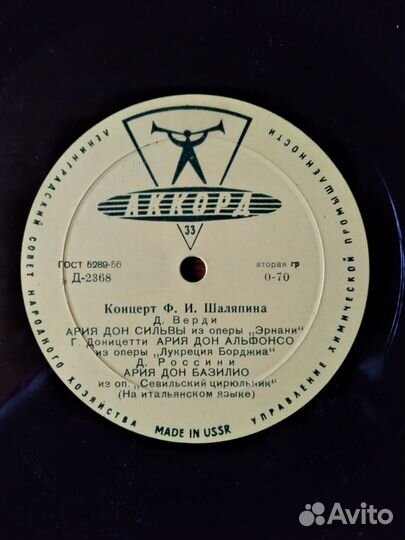 ЛЕНИНГРАДСКИЙ СОВЕТ НАРОДНОГО ХОЗЯЙСТВА
УПРАВЛЕНИЕ ХИМИЧЕСКОЙ ПРОМЫШЛЕННОСТИ
АККОРД
33
ГОСТ 5289-56
вторая гр
Д-2368
0-70
Концерт Ф. И. Шаляпина
Д. Верди
АРИЯ ДОН СИЛЬВЫ из оперы „Эрнани"
Г. Доницетти АРИЯ ДОН АЛЬФОНСО
из оперы „Лукреция Борджиа"
Д. Россини
АРИЯ ДОН БАЗИЛИО
из оп. „Севильский цирюльник"
(На итальянском языке)
MADE IN USSR
Avito